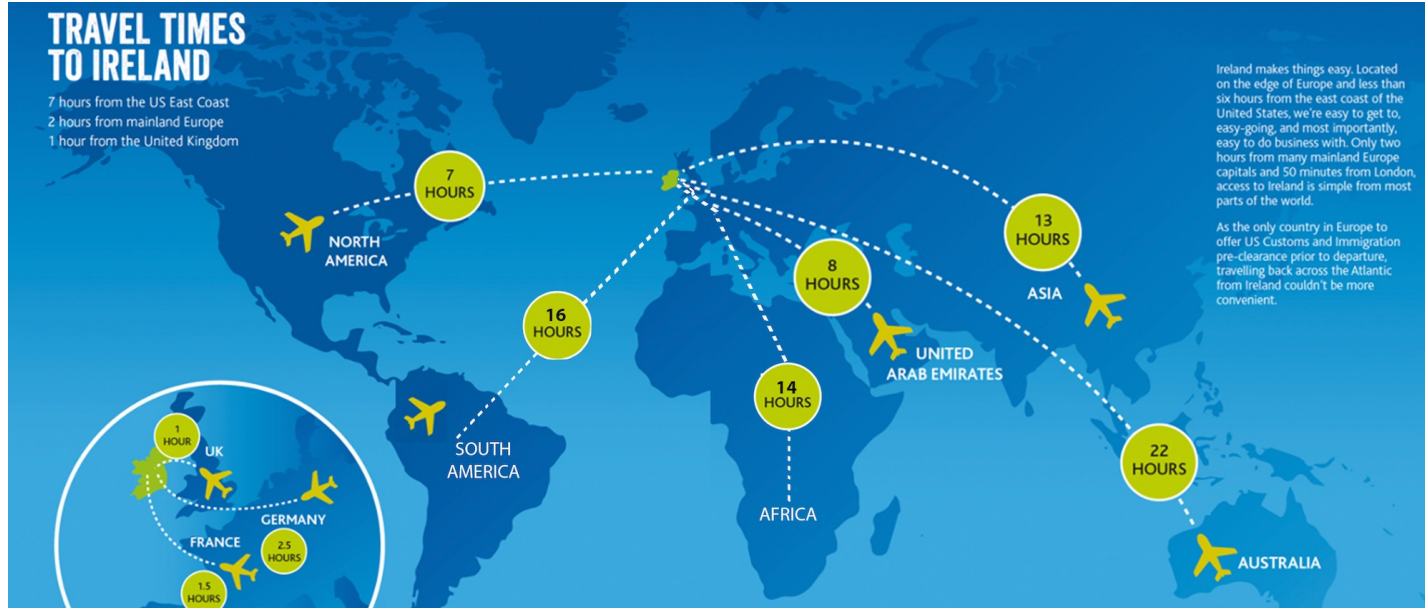 TRAVEL TIMES
TO IRELAND
7 hours from the US East Coast
2 hours from mainland Europe
1 hour from the United Kingdom
Ireland makes things easy. Located
on the edge of Europe and less than
six hours from the east coast of the
United States, we're easy to get to,
easy-going, and most importantly,
easy to do business with. Only two
hours from many mainland Europe
capitals and 50 minutes from London,
access to Ireland is simple from most
parts of the world.
As the only country in Europe to
offer US Customs and Immigration
pre-clearance prior to departure,
travelling back across the Atlantic
from Ireland couldn't be more
convenient.
7
HOURS
NORTH
AMERICA
16
HOURS
SOUTH
AMERICA
14
HOURS
AFRICA
8
HOURS
UNITED
ARAB EMIRATES
13
HOURS
ASIA
22
HOURS
AUSTRALIA
1
HOUR
UK
GERMANY
2.5
HOURS
FRANCE
1.5
HOURS